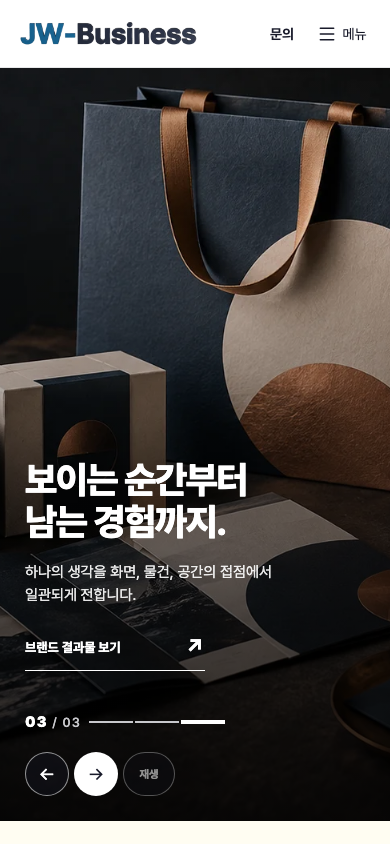 JW-Business
문의
메뉴
보이는 순간부터
남는 경험까지.
하나의 생각을 화면, 물건, 공간의 접점에서
일관되게 전합니다.
브랜드 결과물 보기
03 / 03
재생